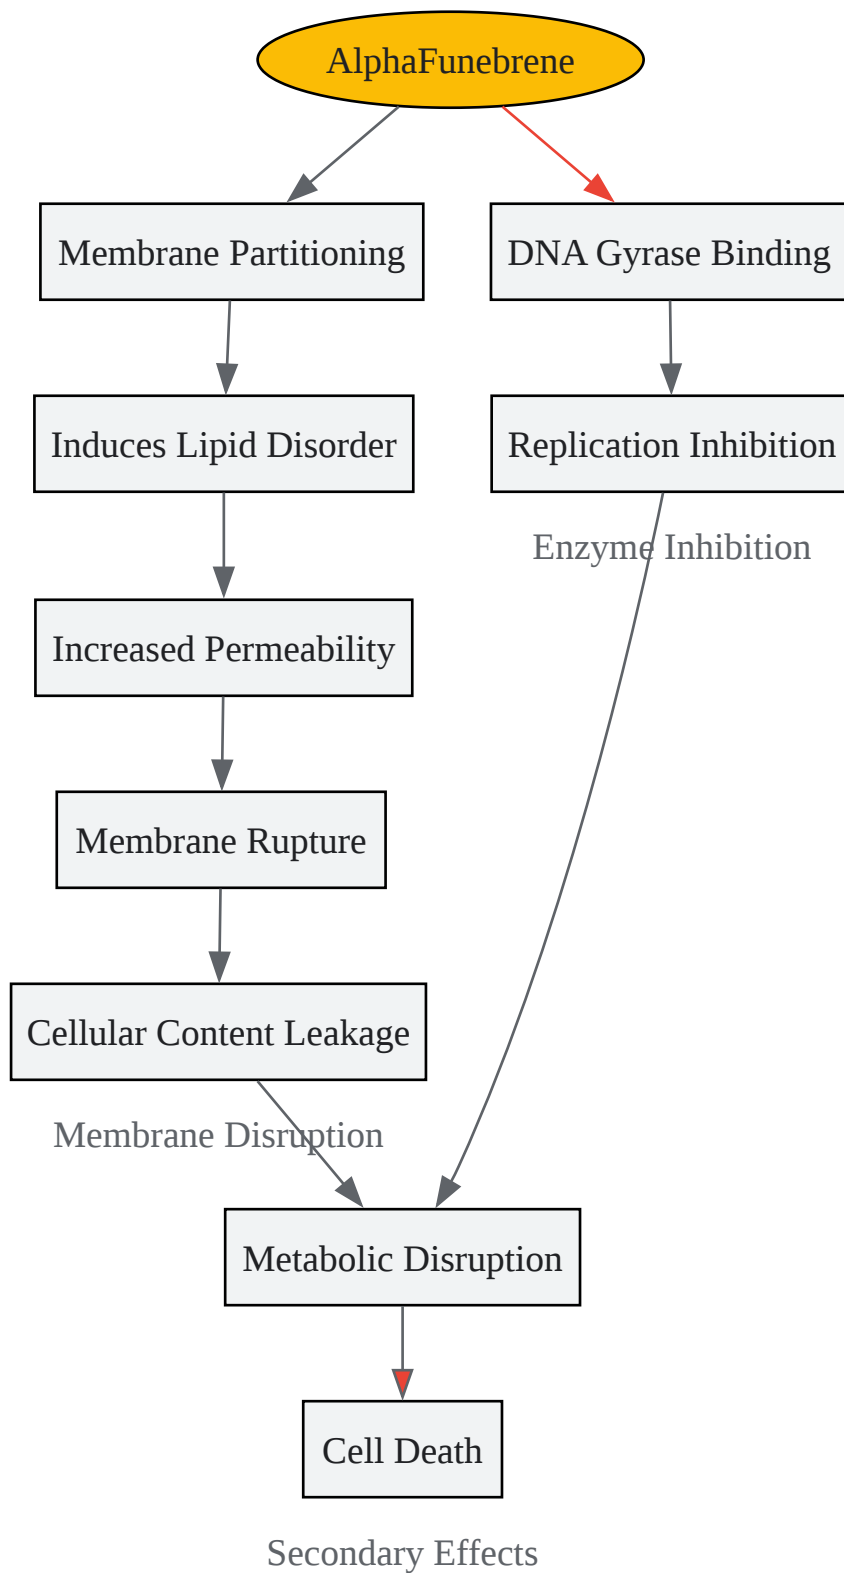 AlphaFunebrene
Membrane Partitioning
DNA Gyrase Binding
Induces Lipid Disorder
Replication Inhibition
Enzyme Inhibition
Increased Permeability
Membrane Rupture
Cellular Content Leakage
Membrane Disruption
Metabolic Disruption
Cell Death
Secondary Effects